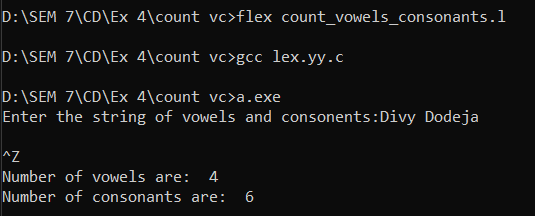 D:\SEM 7\CD\Ex 4\count vc>flex count_vowels_consonants.l
D:\SEM 7\CD\Ex 4\count vc>gcc lex.yy.c
D:\SEM 7\CD\Ex 4\count vc>a.exe
Enter the string of vowels and consonents:Divy Dodeja
^Z
Number of vowels are:  4
Number of consonants are:  6